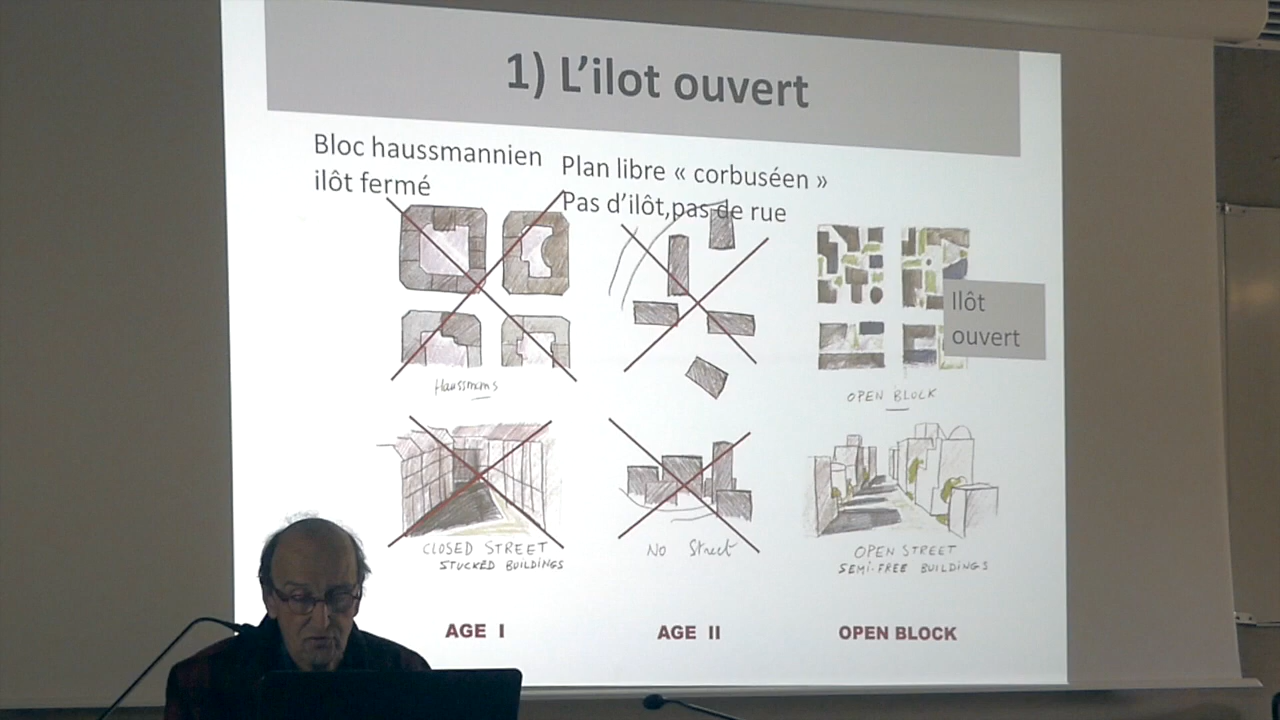 1) L’ilot ouvert
Bloc haussmannien
ilôt fermé
Plan libre « corbuséen »
Pas d’ilôt,pas de rue
Ilôt
ouvert
OPEN BLOCK
CLOSED STREET
STUCKED BUILDINGS
No Street
OPEN STREET
SEMI-FREE BUILDINGS
AGE I
AGE II
OPEN BLOCK